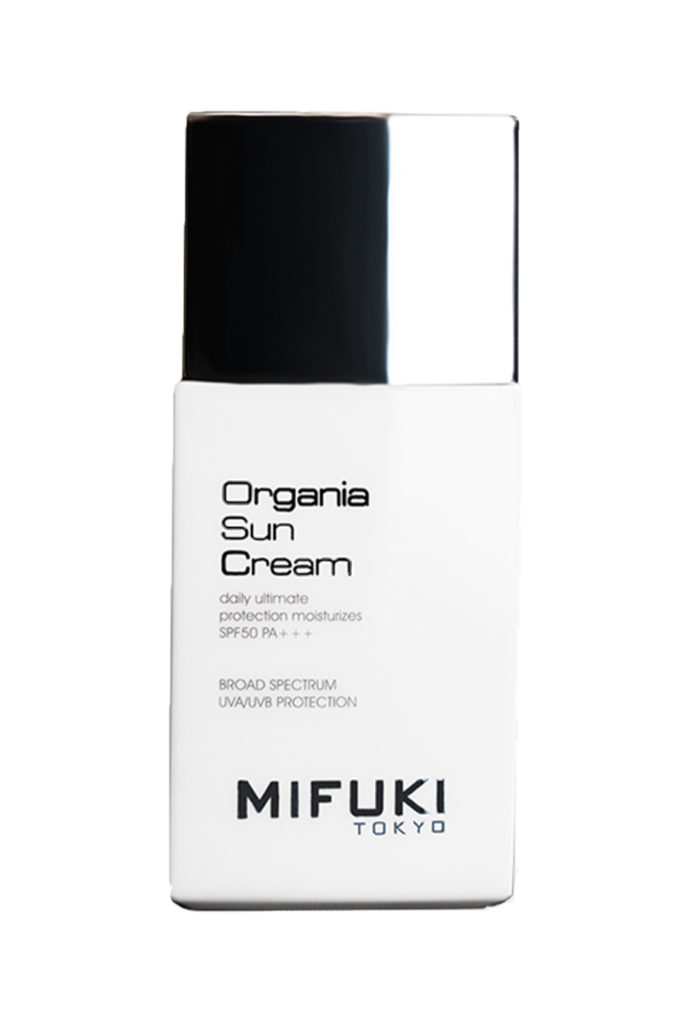 Organia
Sun
Cream
daily ultimate
protection moisturizes
SPF50 PA+++
BROAD SPECTRUM
UVA/UVB PROTECTION
MIFUKI
TOKYO